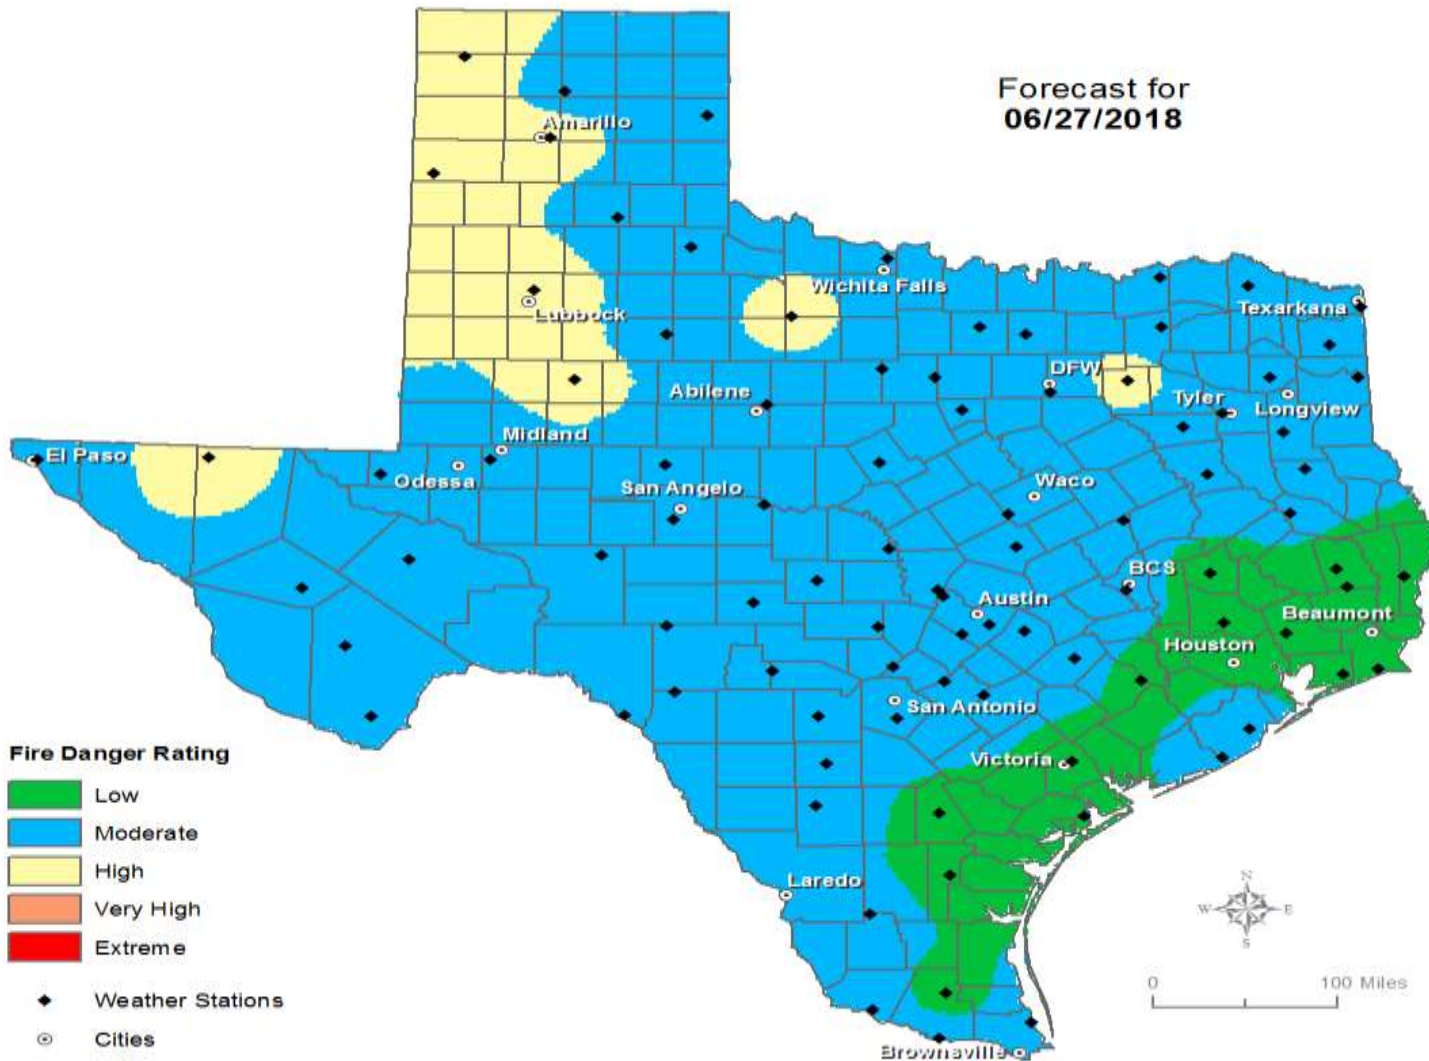 Forecast for
06/27/2018
Amarillo
Wichita Falls
Lubbock
Texarkana
DFW
Abilene
Tyler
Longview
Midland
El Paso
Odessa
San Angelo
Waco
BCS
Austin
Beaumont
Houston
San Antonio
Victoria
Laredo
Brownsville
Fire Danger Rating
Low
Moderate
High
Very High
Extreme
Weather Stations
Cities
N
W E
S
0 100 Miles